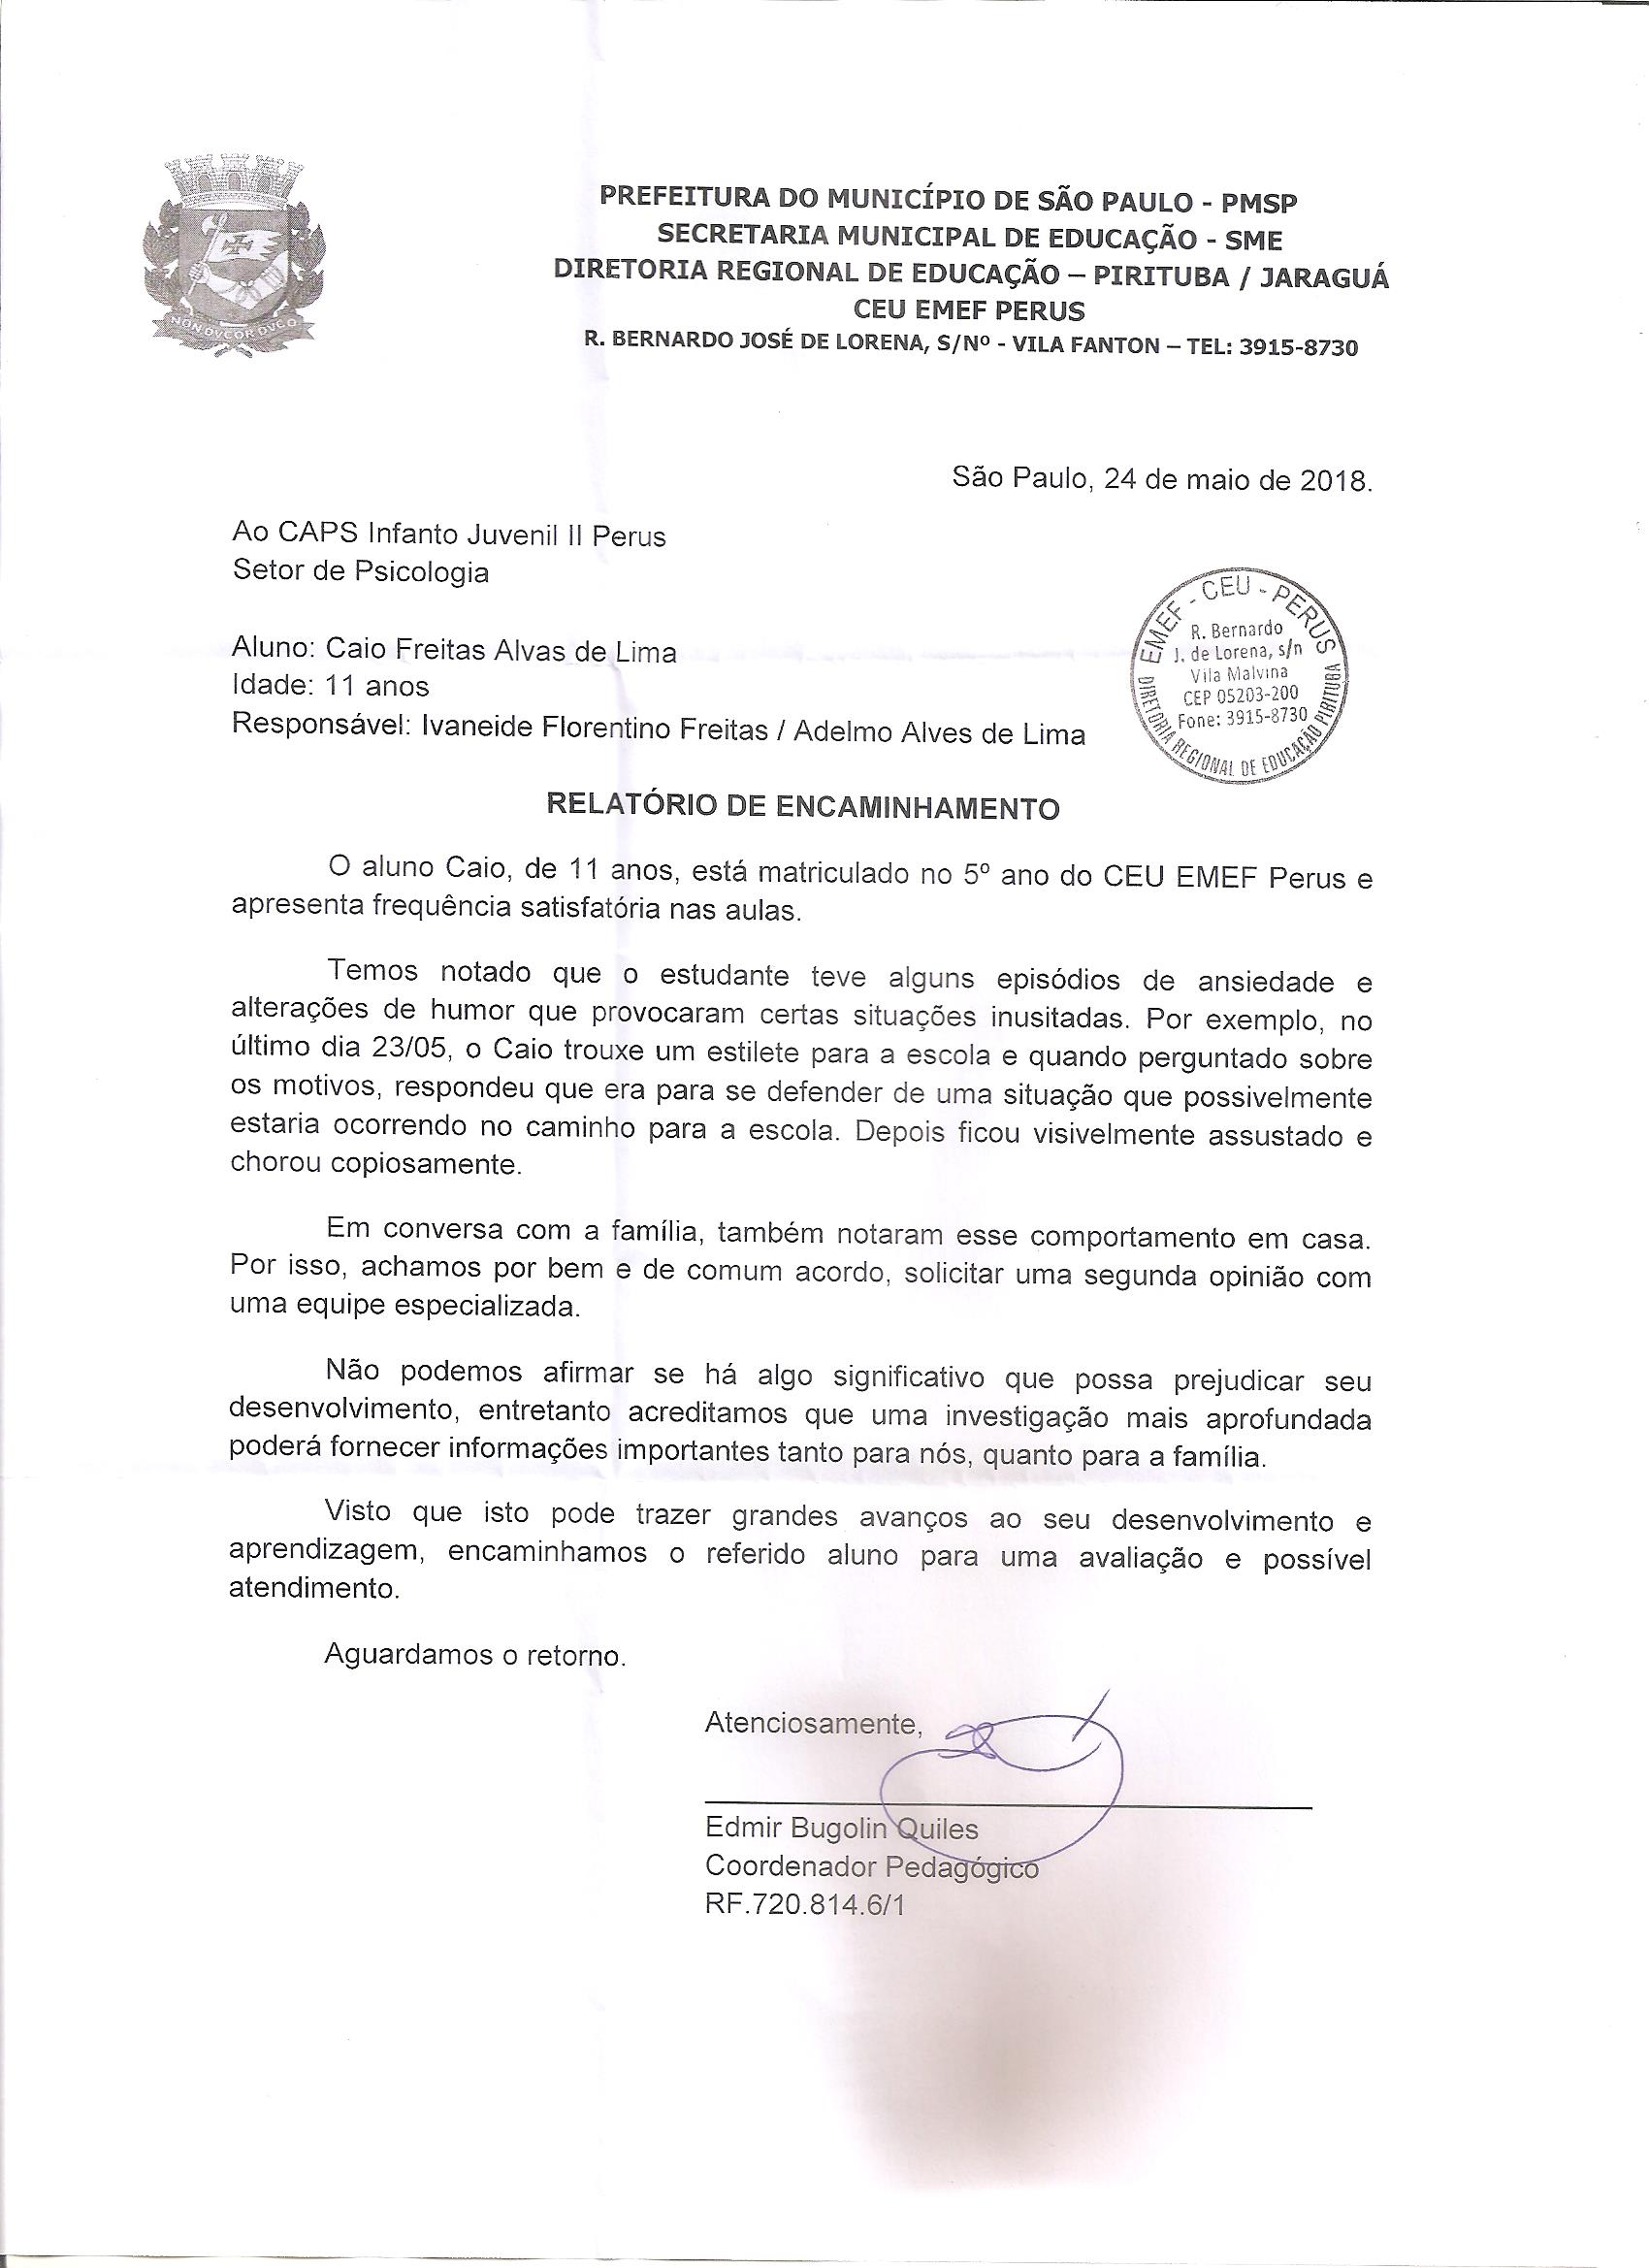 PREFEITURA DO MUNICÍPIO DE SÃO PAULO - PMSP
SECRETARIA MUNICIPAL DE EDUCAÇÃO - SME
DIRETORIA REGIONAL DE EDUCAÇÃO – PIRITUBA / JARAGUÁ
CEU EMEF PERUS
R. BERNARDO JOSÉ DE LORENA, S/Nº - VILA FANTON – TEL: 3915-8730
NON DVCOR DVCO
São Paulo, 24 de maio de 2018.
Ao CAPS Infanto Juvenil II Perus
Setor de Psicologia
EMEF - CEU - PERUS
R. Bernardo
J. de Lorena, s/n
Vila Malvina
CEP 05203-200
Fone: 3915-8730
DIRETORIA REGIONAL DE EDUCAÇÃO PIRITUBA
Aluno: Caio Freitas Alvas de Lima
Idade: 11 anos
Responsável: Ivaneide Florentino Freitas / Adelmo Alves de Lima
RELATÓRIO DE ENCAMINHAMENTO
O aluno Caio, de 11 anos, está matriculado no 5º ano do CEU EMEF Perus e
apresenta frequência satisfatória nas aulas.
Temos notado que o estudante teve alguns episódios de ansiedade e
alterações de humor que provocaram certas situações inusitadas. Por exemplo, no
último dia 23/05, o Caio trouxe um estilete para a escola e quando perguntado sobre
os motivos, respondeu que era para se defender de uma situação que possivelmente
estaria ocorrendo no caminho para a escola. Depois ficou visivelmente assustado e
chorou copiosamente.
Em conversa com a família, também notaram esse comportamento em casa.
Por isso, achamos por bem e de comum acordo, solicitar uma segunda opinião com
uma equipe especializada.
Não podemos afirmar se há algo significativo que possa prejudicar seu
desenvolvimento, entretanto acreditamos que uma investigação mais aprofundada
poderá fornecer informações importantes tanto para nós, quanto para a família.
Visto que isto pode trazer grandes avanços ao seu desenvolvimento e
aprendizagem, encaminhamos o referido aluno para uma avaliação e possível
atendimento.
Aguardamos o retorno.
Atenciosamente,
Edmir Bugolin Quiles
Coordenador Pedagógico
RF.720.814.6/1